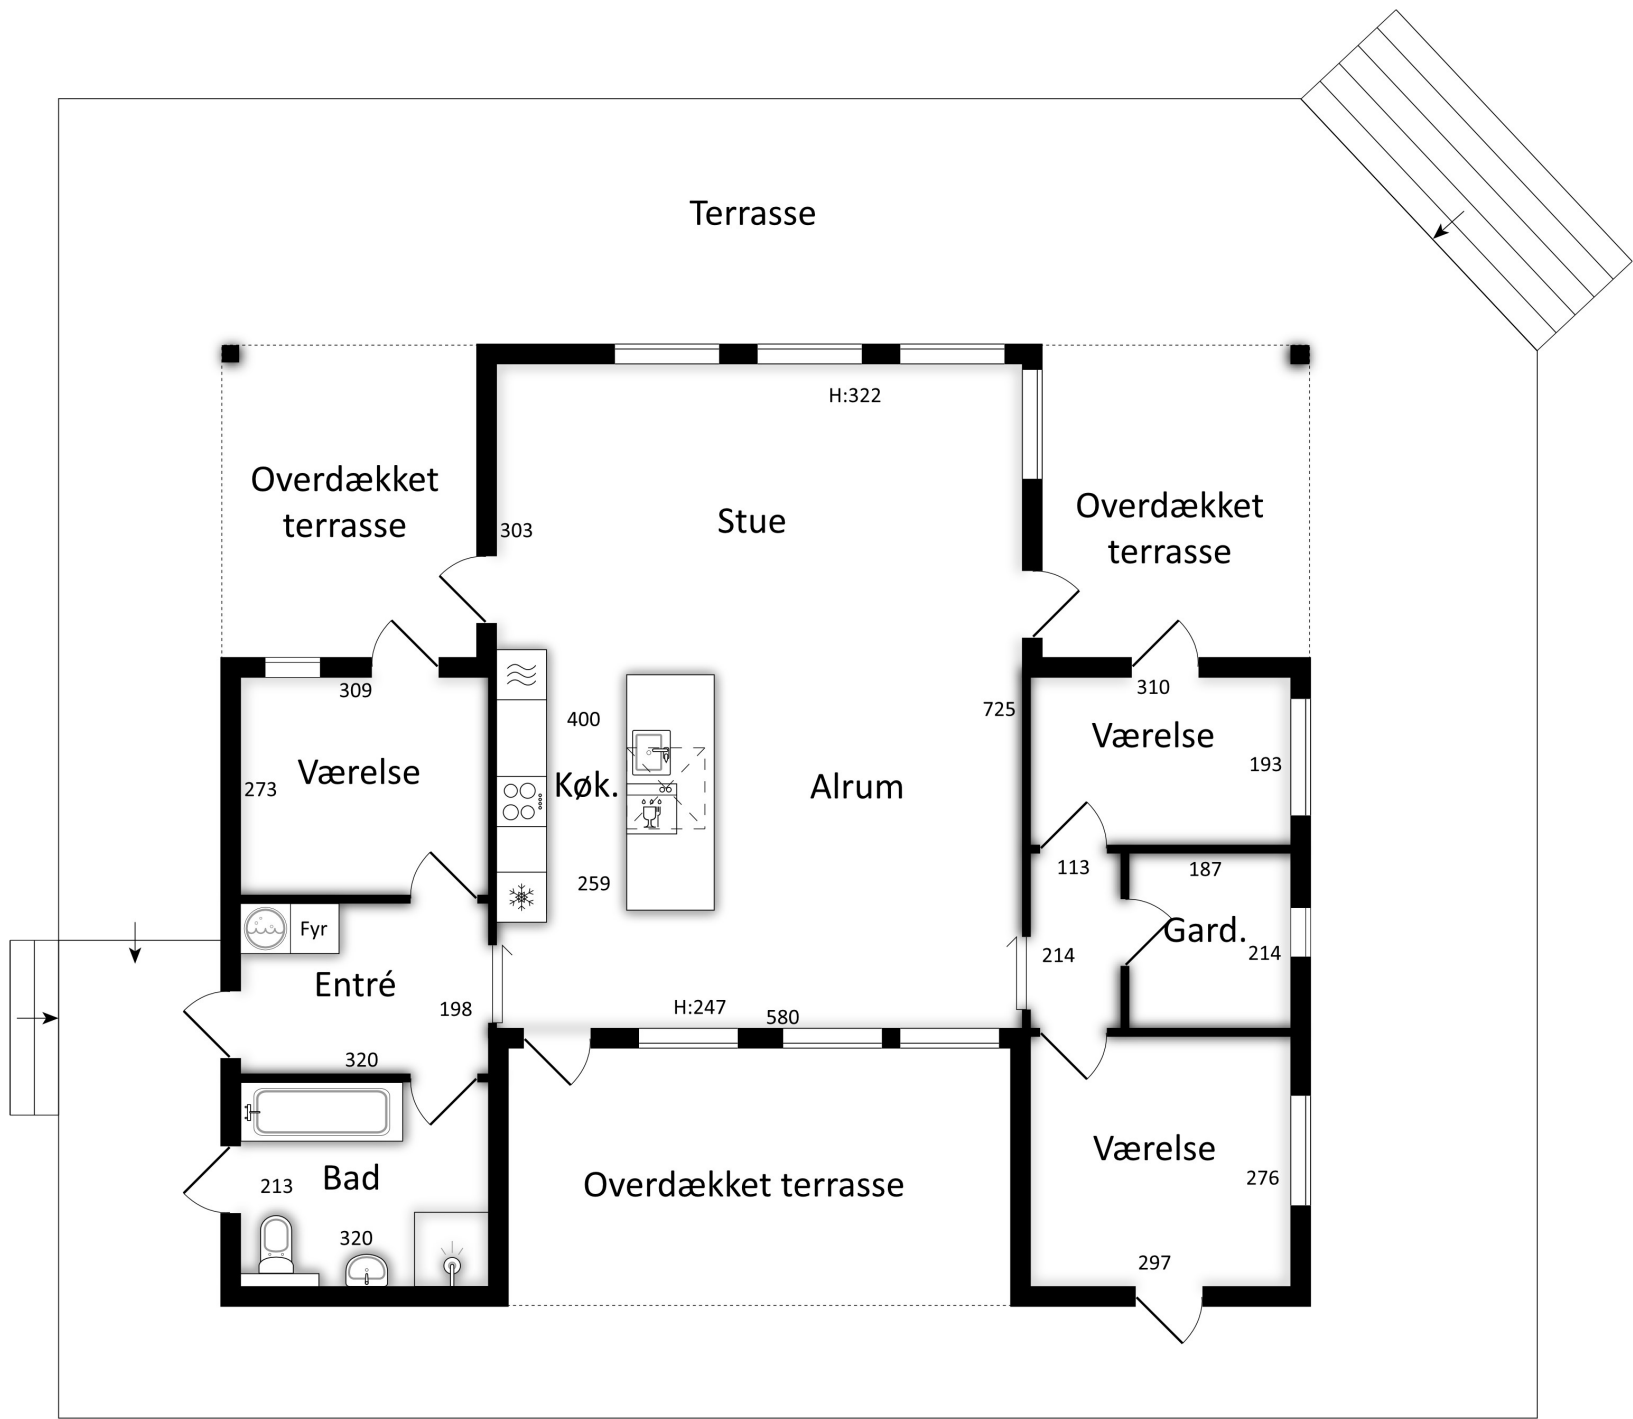 Terrasse
H:322
Overdækket
terrasse
303
Stue
Overdækket
terrasse
309
310
400
725
Værelse
Værelse
193
273
Køk.
Alrum
259
113
187
Fyr
Gard.
214
214
Entré
198
H:247
580
320
Værelse
Bad
213
Overdækket terrasse
276
320
297